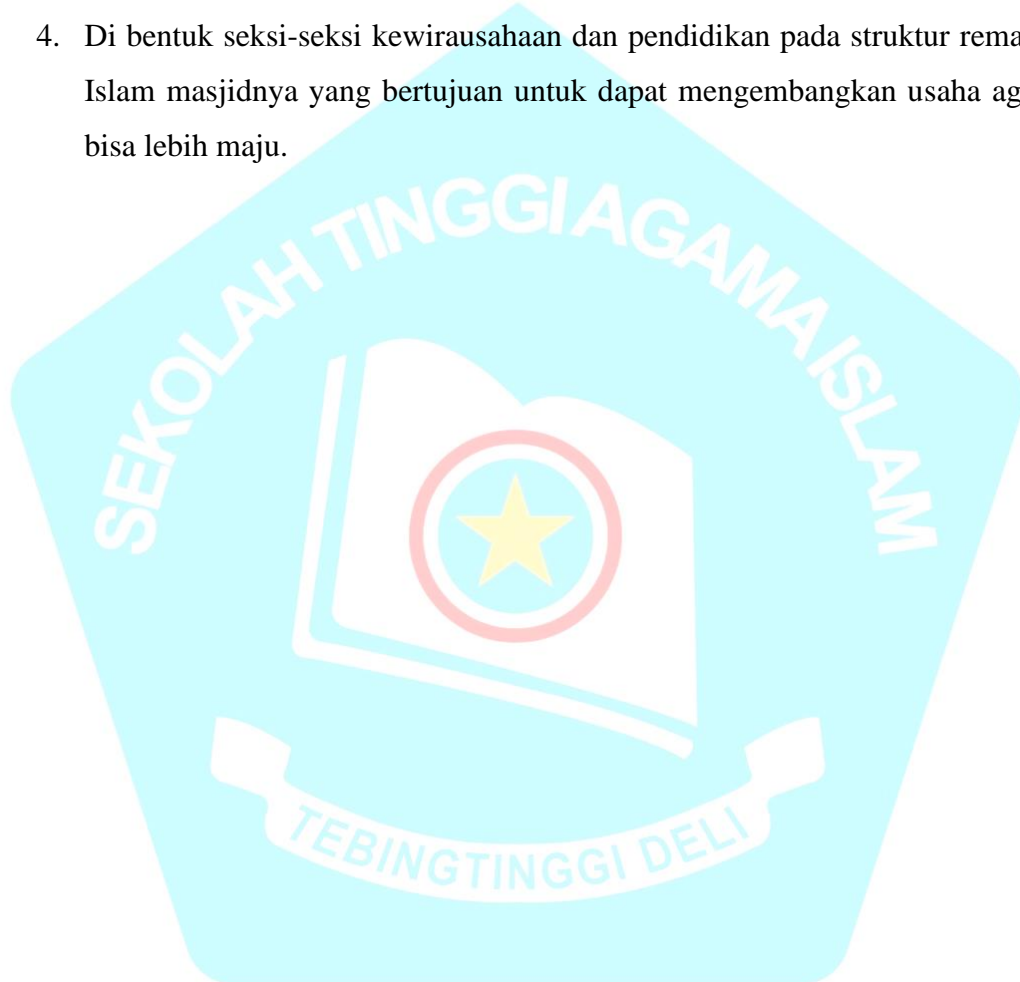 4. Di bentuk seksi-seksi kewirausahaan dan pendidikan pada struktur rema
Islam masjidnya yang bertujuan untuk dapat mengembangkan usaha ag
bisa lebih maju.
SEKOLAH TINGGI AGAMA ISLAM
TEBINGTINGGI DELI